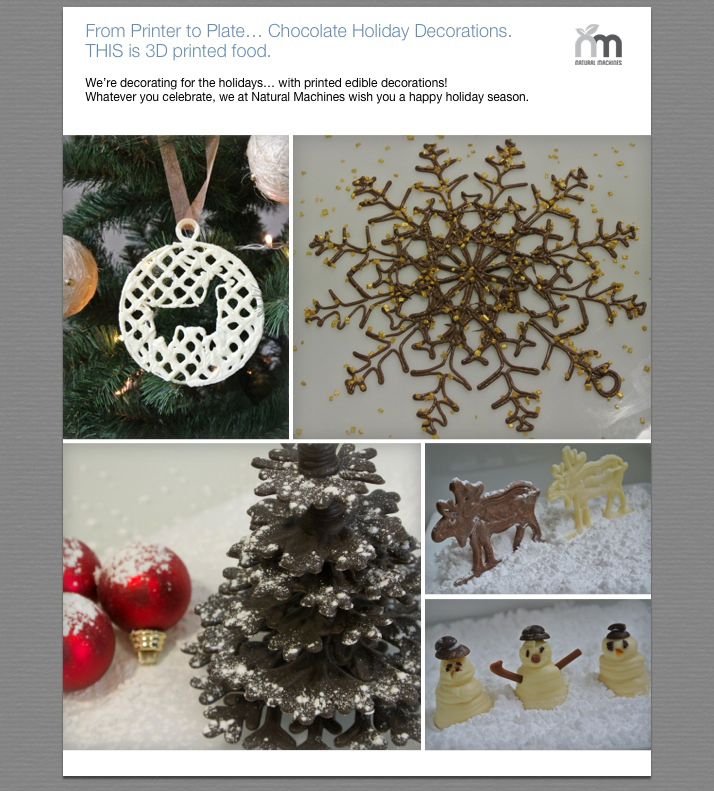 From Printer to Plate… Chocolate Holiday Decorations.
THIS is 3D printed food.
nm
NATURAL MACHINES
We're decorating for the holidays… with printed edible decorations!
Whatever you celebrate, we at Natural Machines wish you a happy holiday season.